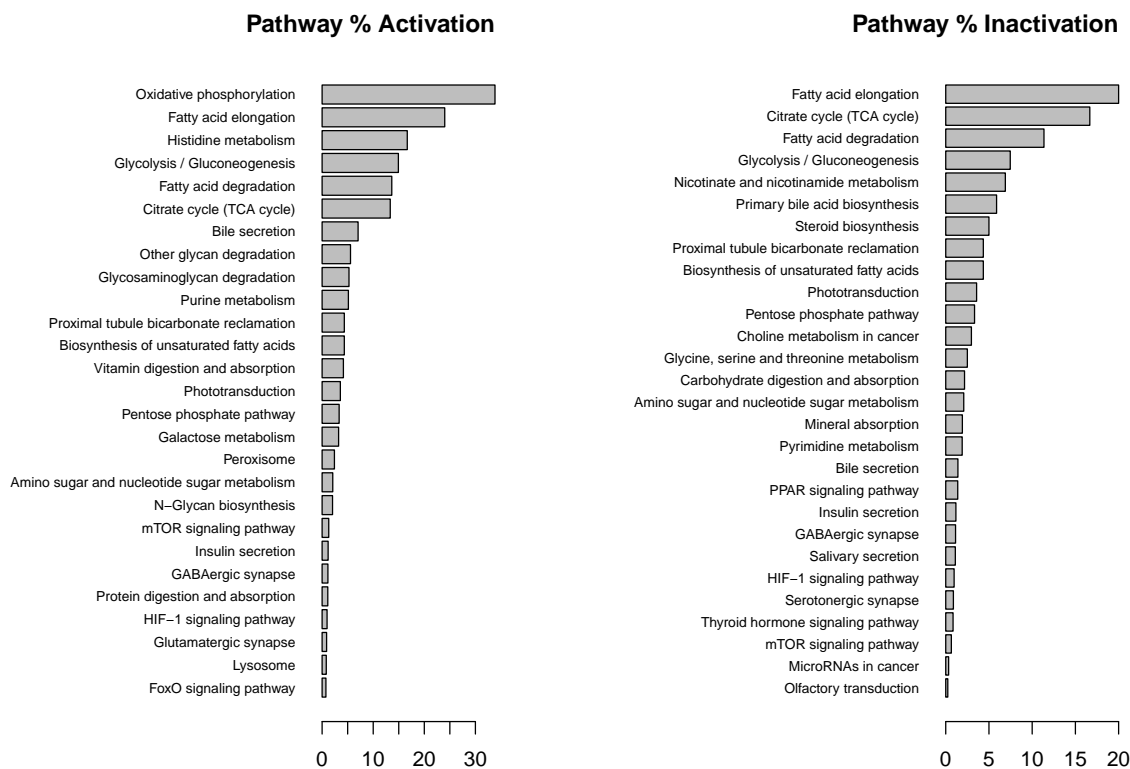 Pathway % Activation
Oxidative phosphorylation
Fatty acid elongation
Histidine metabolism
Glycolysis / Gluconeogenesis
Fatty acid degradation
Citrate cycle (TCA cycle)
Bile secretion
Other glycan degradation
Glycosaminoglycan degradation
Purine metabolism
Proximal tubule bicarbonate reclamation
Biosynthesis of unsaturated fatty acids
Vitamin digestion and absorption
Phototransduction
Pentose phosphate pathway
Galactose metabolism
Peroxisome
Amino sugar and nucleotide sugar metabolism
N−Glycan biosynthesis
mTOR signaling pathway
Insulin secretion
GABAergic synapse
Protein digestion and absorption
HIF−1 signaling pathway
Glutamatergic synapse
Lysosome
FoxO signaling pathway
0 10 20 30
Pathway % Inactivation
Fatty acid elongation
Citrate cycle (TCA cycle)
Fatty acid degradation
Glycolysis / Gluconeogenesis
Nicotinate and nicotinamide metabolism
Primary bile acid biosynthesis
Steroid biosynthesis
Proximal tubule bicarbonate reclamation
Biosynthesis of unsaturated fatty acids
Phototransduction
Pentose phosphate pathway
Choline metabolism in cancer
Glycine, serine and threonine metabolism
Carbohydrate digestion and absorption
Amino sugar and nucleotide sugar metabolism
Mineral absorption
Pyrimidine metabolism
Bile secretion
PPAR signaling pathway
Insulin secretion
GABAergic synapse
Salivary secretion
HIF−1 signaling pathway
Serotonergic synapse
Thyroid hormone signaling pathway
mTOR signaling pathway
MicroRNAs in cancer
Olfactory transduction
0 5 10 15 20